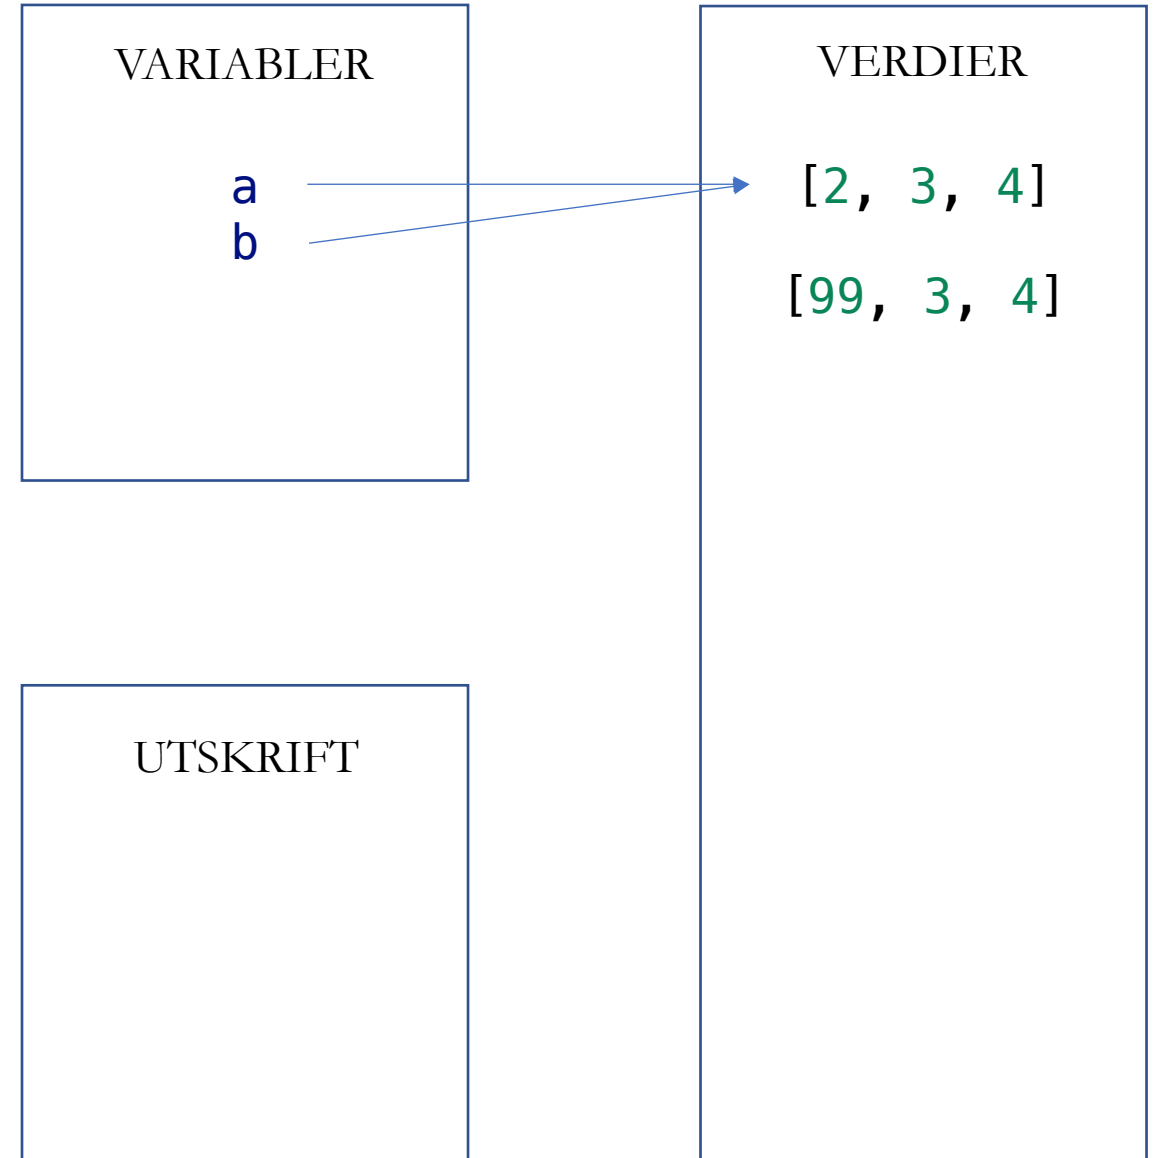 VARIABLER
a
b
VERDIER
[2, 3, 4]
[99, 3, 4]
UTSKRIFT